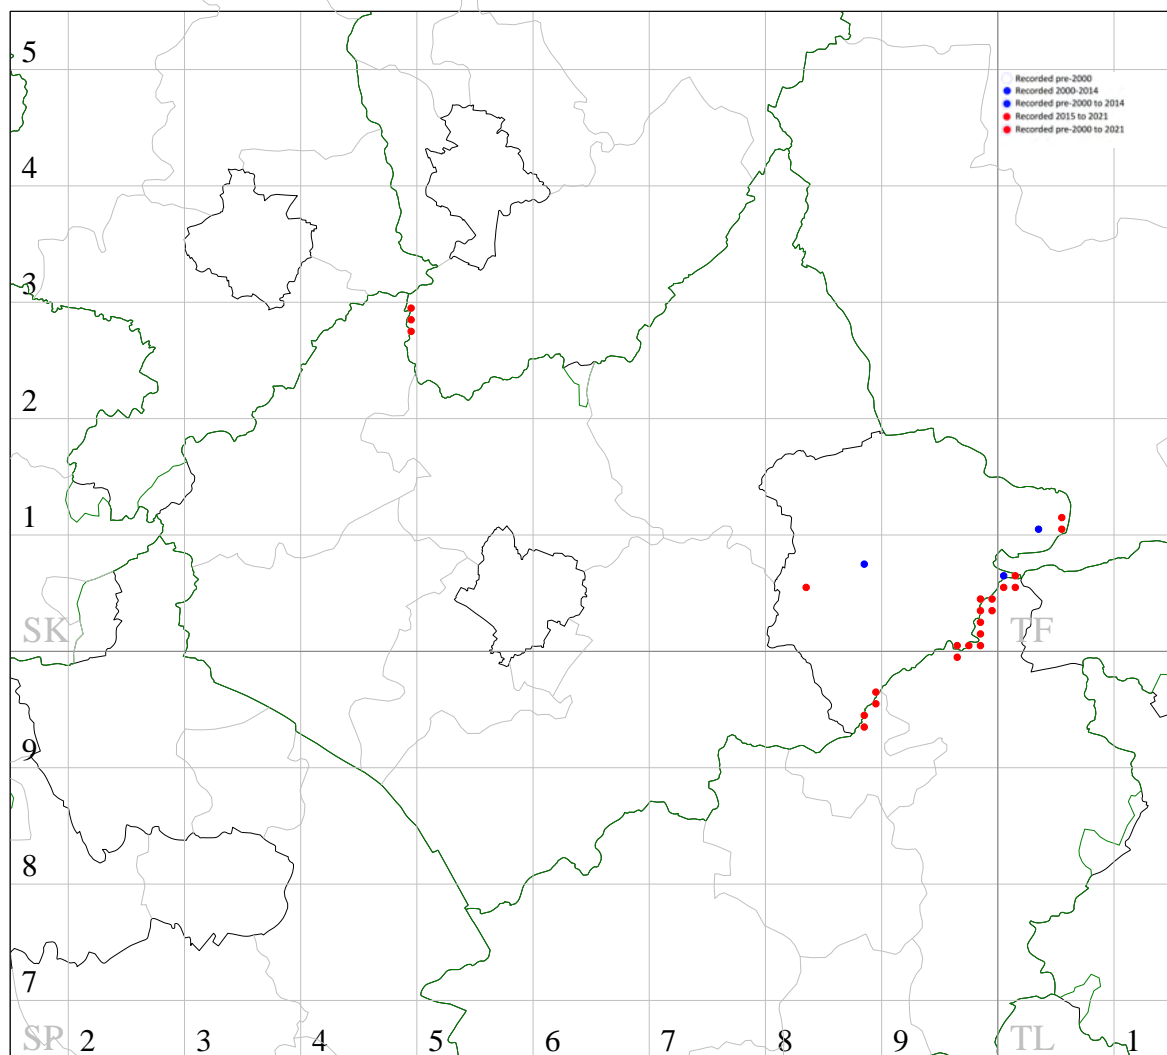 5
Recorded pre-2000
Recorded 2000-2014
Recorded pre-2000 to 2014
Recorded 2015 to 2021
Recorded pre-2000 to 2021
4
3
2
1
SK
TF
9
8
7
SP 2 3 4 5 6 7 8 9 TL 1